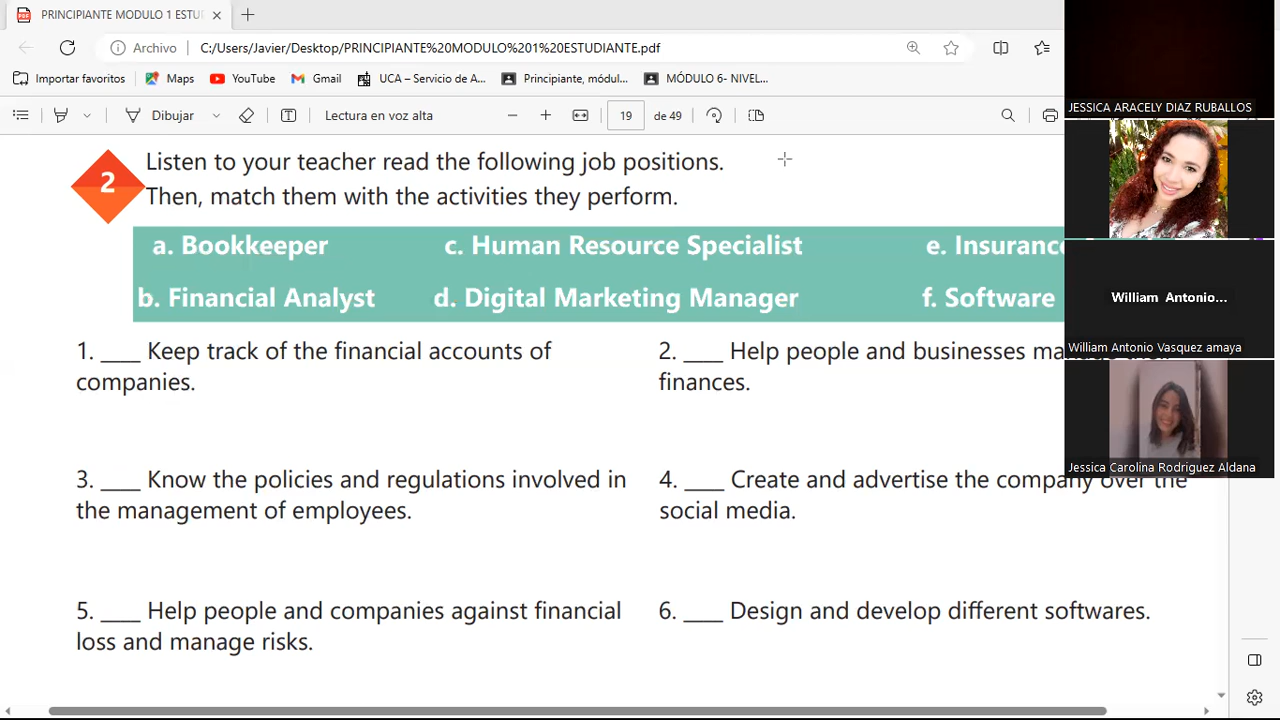 PRINCIPIANTE MODULO 1 ESTU
Archivo C:/Users/Javier/Desktop/PRINCIPIANTE%20MODULO%201%20ESTUDIANTE.pdf
Importar favoritos Maps YouTube Gmail UCA – Servicio de A... Principiante, módul... MÓDULO 6- NIVEL...
Dibujar Lectura en voz alta 19 de 49
2
Listen to your teacher read the following job positions.
Then, match them with the activities they perform.
a. Bookkeeper c. Human Resource Specialist e. Insurance
b. Financial Analyst d. Digital Marketing Manager f. Software
1. ____ Keep track of the financial accounts of
companies.
2. ____ Help people and businesses
finances.
3. ____ Know the policies and regulations involved in
the management of employees.
4. ____ Create and advertise the company over the
social media.
5. ____ Help people and companies against financial
loss and manage risks.
6. ____ Design and develop different softwares.
JESSICA ARACELY DIAZ RUBALLOS
William Antonio...
William Antonio Vasquez amaya
Jessica Carolina Rodriguez Aldana